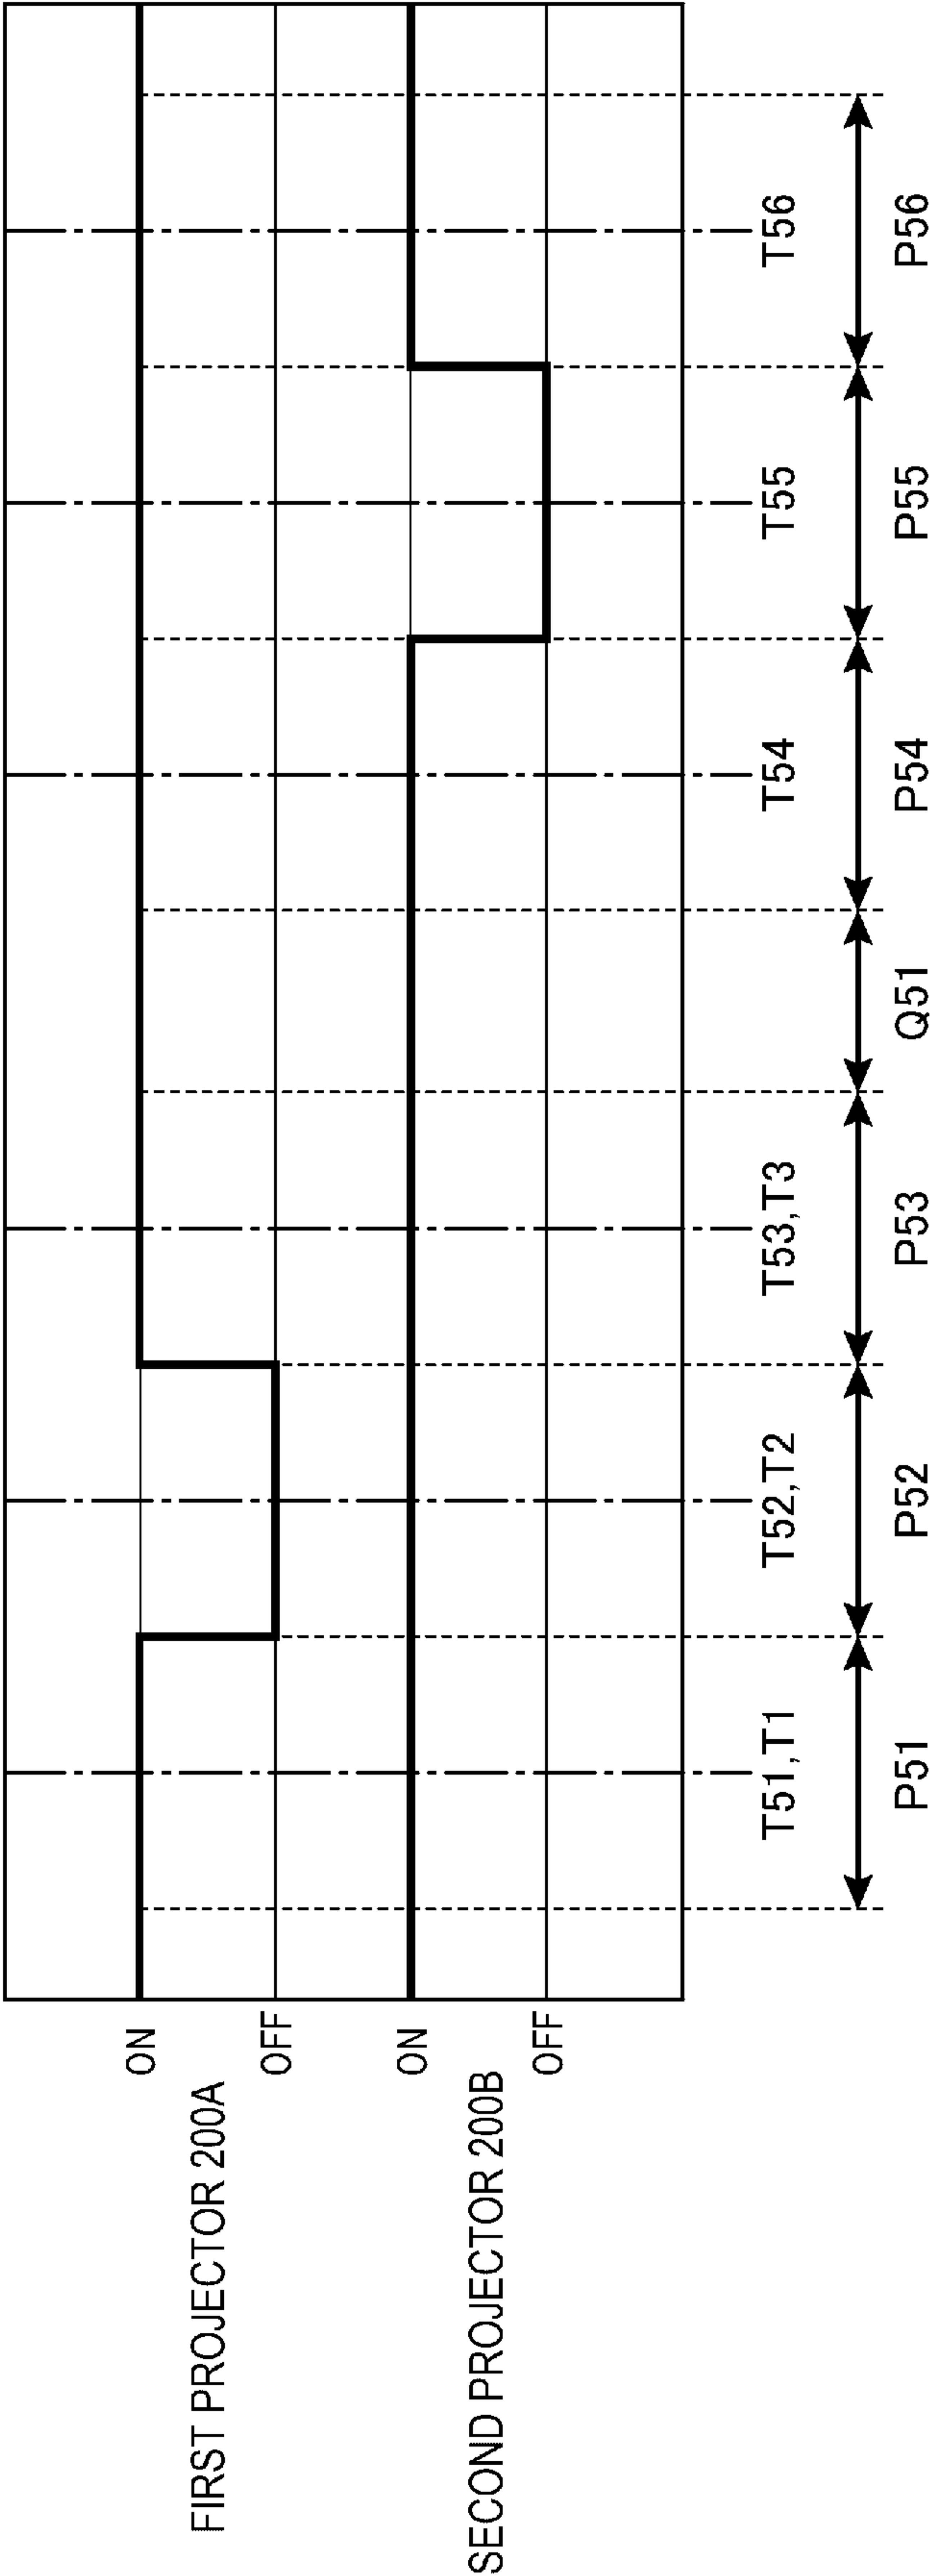 FIRST PROJECTOR 200A
ON
OFF
SECOND PROJECTOR 200B
ON
OFF
T51,T1
T52,T2
T53,T3
T54
T55
T56
P51
P52
P53
Q51
P54
P55
P56